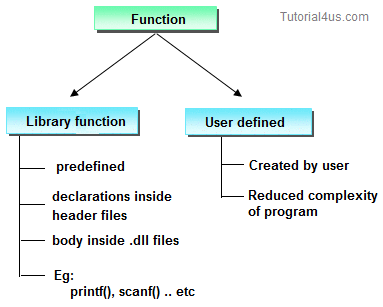 Function
Tutorial4us.com
Library function
predefined
declarations inside
header files
body inside .dll files
Eg:
printf(), scanf() .. etc
User defined
Created by user
Reduced complexity
of program